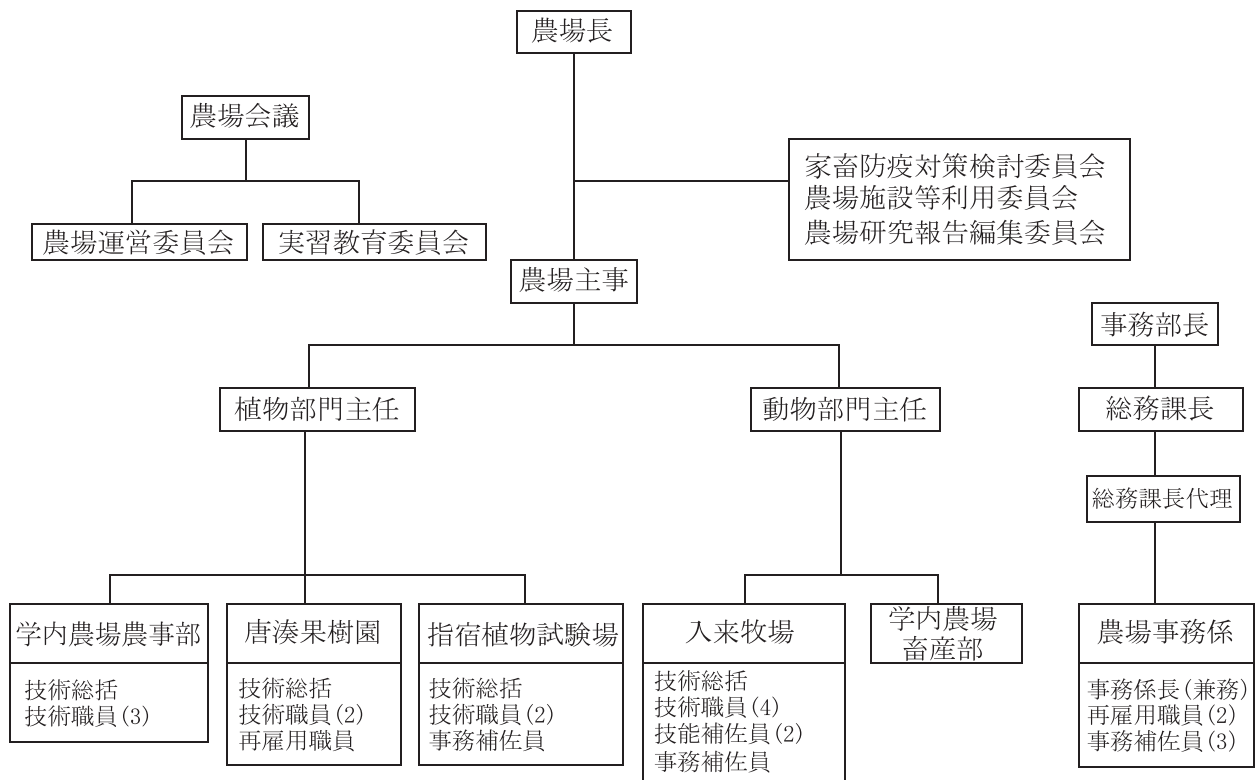 農場長
農場会議
農場運営委員会
実習教育委員会
家畜防疫対策検討委員会
農場施設等利用委員会
農場研究報告編集委員会
農場主事
植物部門主任
動物部門主任
事務部長
総務課長
総務課長代理
学内農場農事部
技術総括
技術職員(3)
唐湊果樹園
技術総括
技術職員(2)
再雇用職員
指宿植物試験場
技術総括
技術職員(2)
事務補佐員
入来牧場
技術総括
技術職員(4)
技能補佐員(2)
事務補佐員
学内農場
畜産部
農場事務係
事務係長(兼務)
再雇用職員(2)
事務補佐員(3)